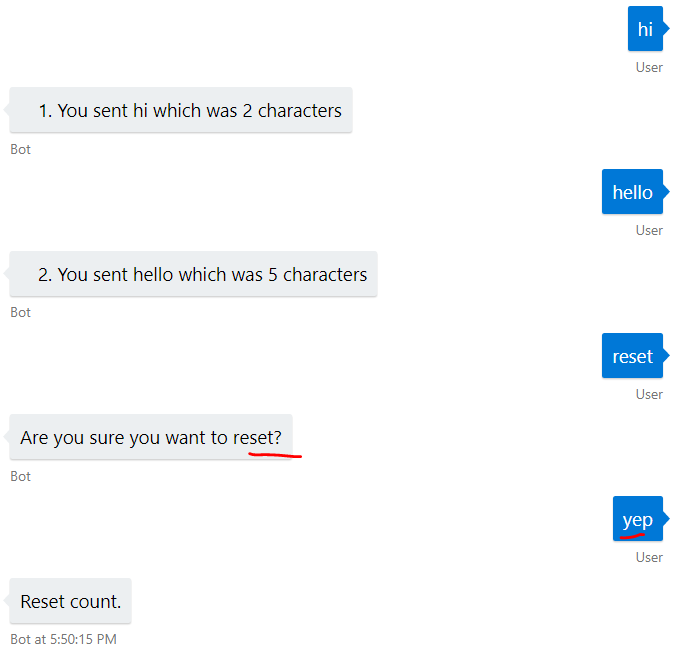 hi
User
1. You sent hi which was 2 characters
Bot
hello
User
2. You sent hello which was 5 characters
Bot
reset
User
Are you sure you want to reset?
Bot
yep
User
Reset count.
Bot at 5:50:15 PM